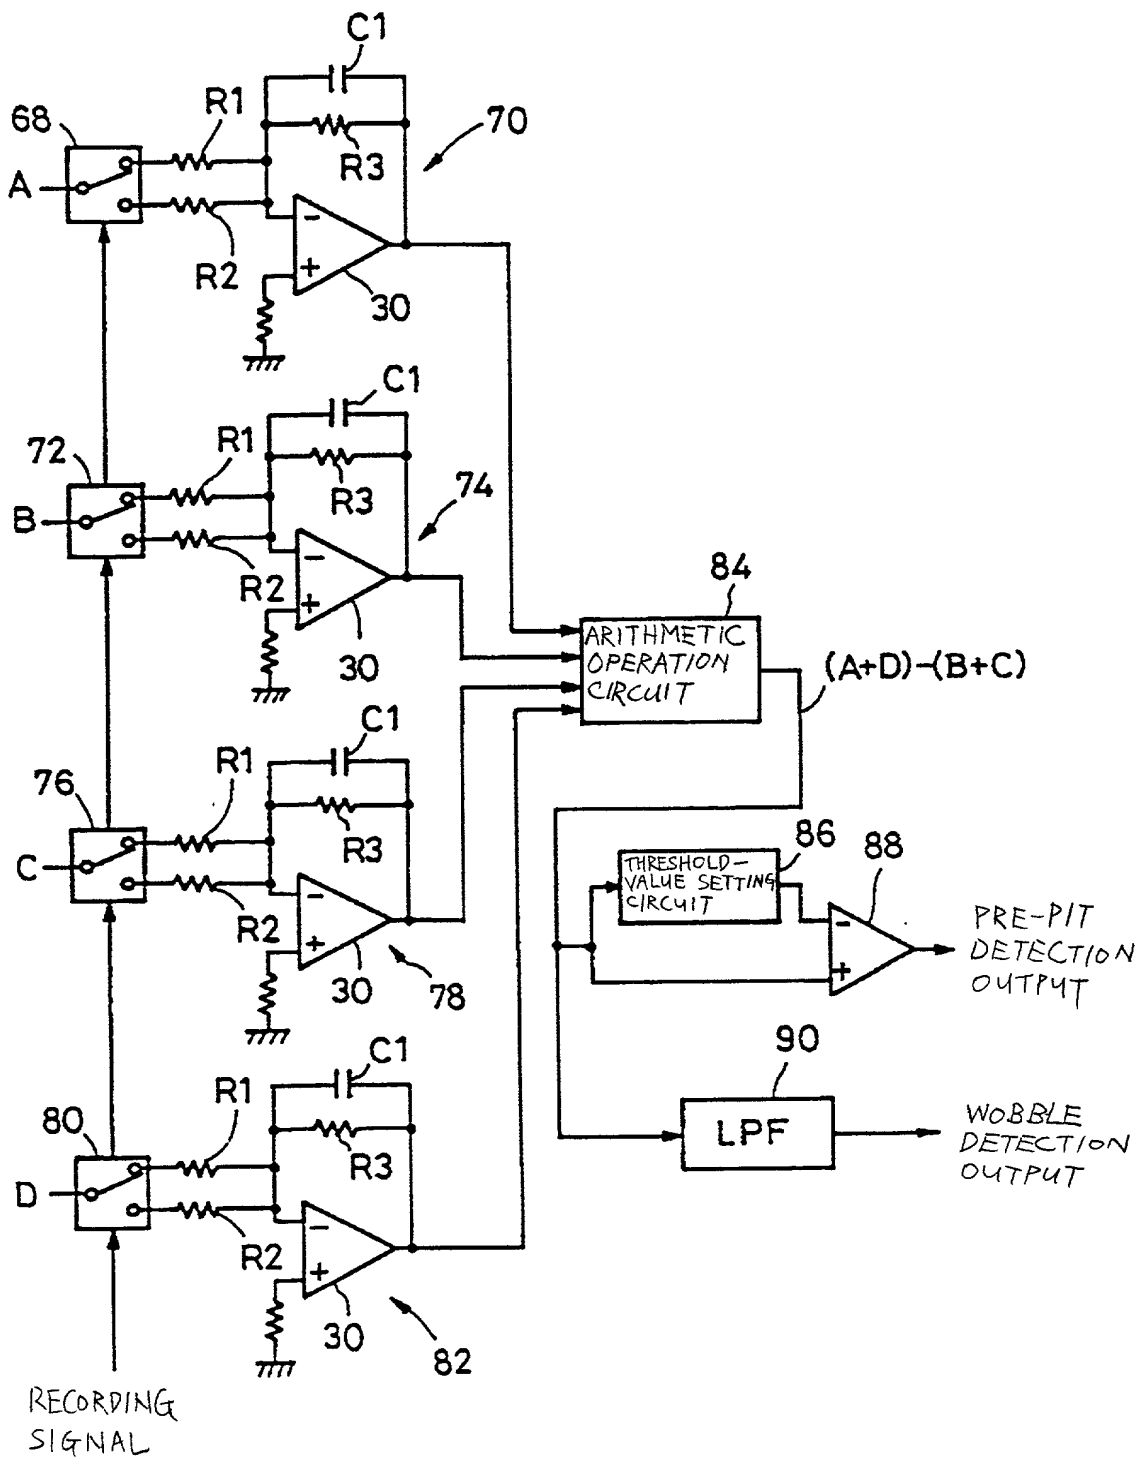 C1
R1
68
70
R3
A
−
R2
+
30
C1
R1
72
74
R3
B
−
R2
+
30
84
ARITHMETIC
OPERATION
CIRCUIT
(A+D)−(B+C)
C1
R1
76
R3
C
−
R2
+
30
78
86
88
THRESHOLD−
VALUE SETTING
CIRCUIT
−
+
PRE-PIT
DETECTION
OUTPUT
C1
R1
80
R3
D
−
R2
+
30
82
90
LPF
WOBBLE
DETECTION
OUTPUT
RECORDING
SIGNAL